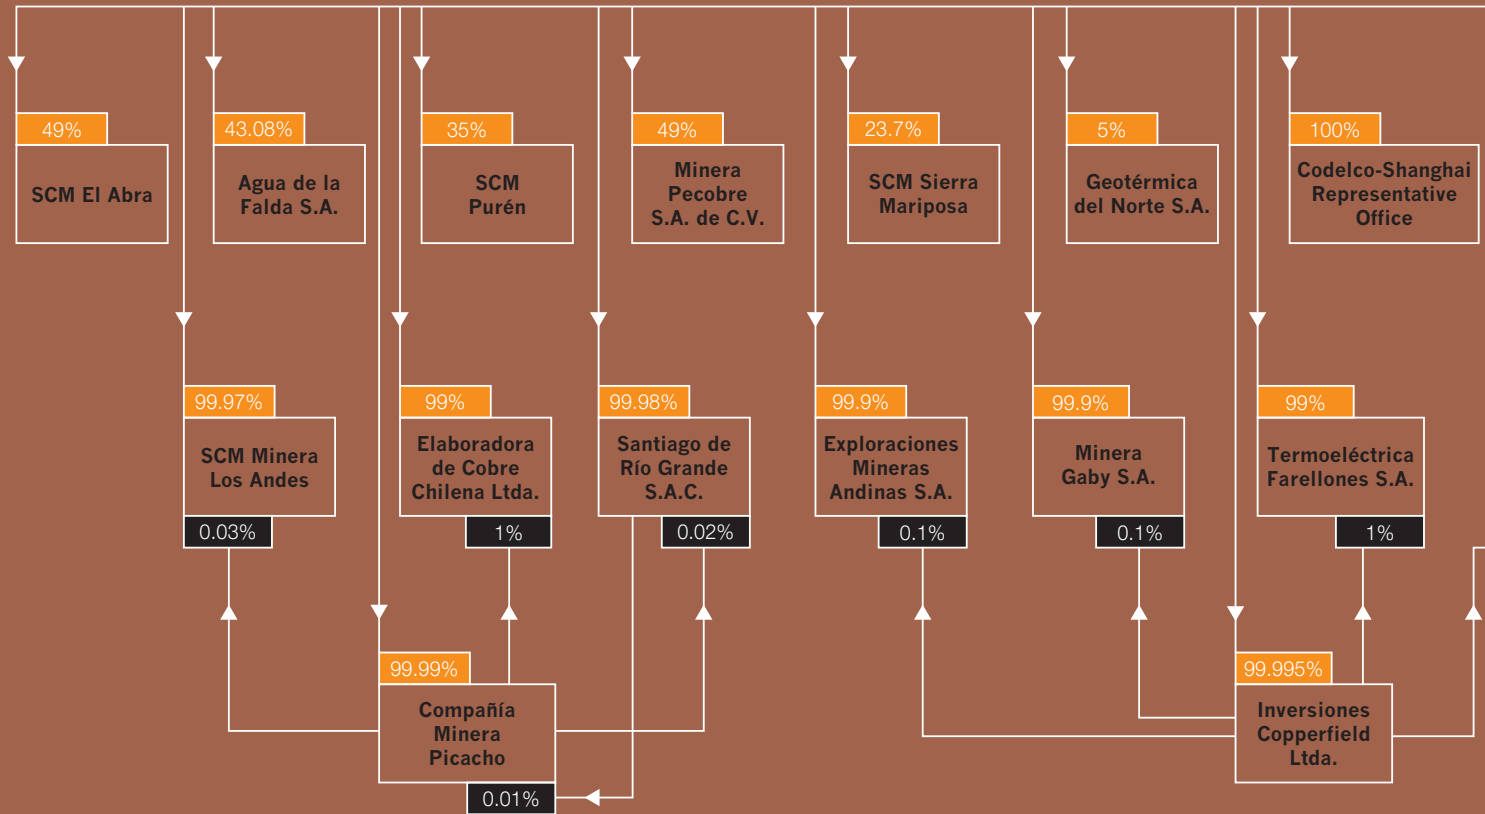 49%
SCM El Abra
43.08%
Agua de la
Falda S.A.
35%
SCM
Purén
49%
Minera
Pecobre
S.A. de C.V.
23.7%
SCM Sierra
Mariposa
5%
Geotérmica
del Norte S.A.
100%
Codelco-Shanghai
Representative
Office
99.97%
SCM Minera
Los Andes
0.03%
99%
Elaboradora
de Cobre
Chilena Ltda.
1%
99.98%
Santiago de
Río Grande
S.A.C.
0.02%
99.9%
Exploraciones
Mineras
Andinas S.A.
0.1%
99.9%
Minera
Gaby S.A.
0.1%
99%
Termoeléctrica
Farellones S.A.
1%
99.99%
Compañía
Minera
Picacho
0.01%
99.995%
Inversiones
Copperfield
Ltda.